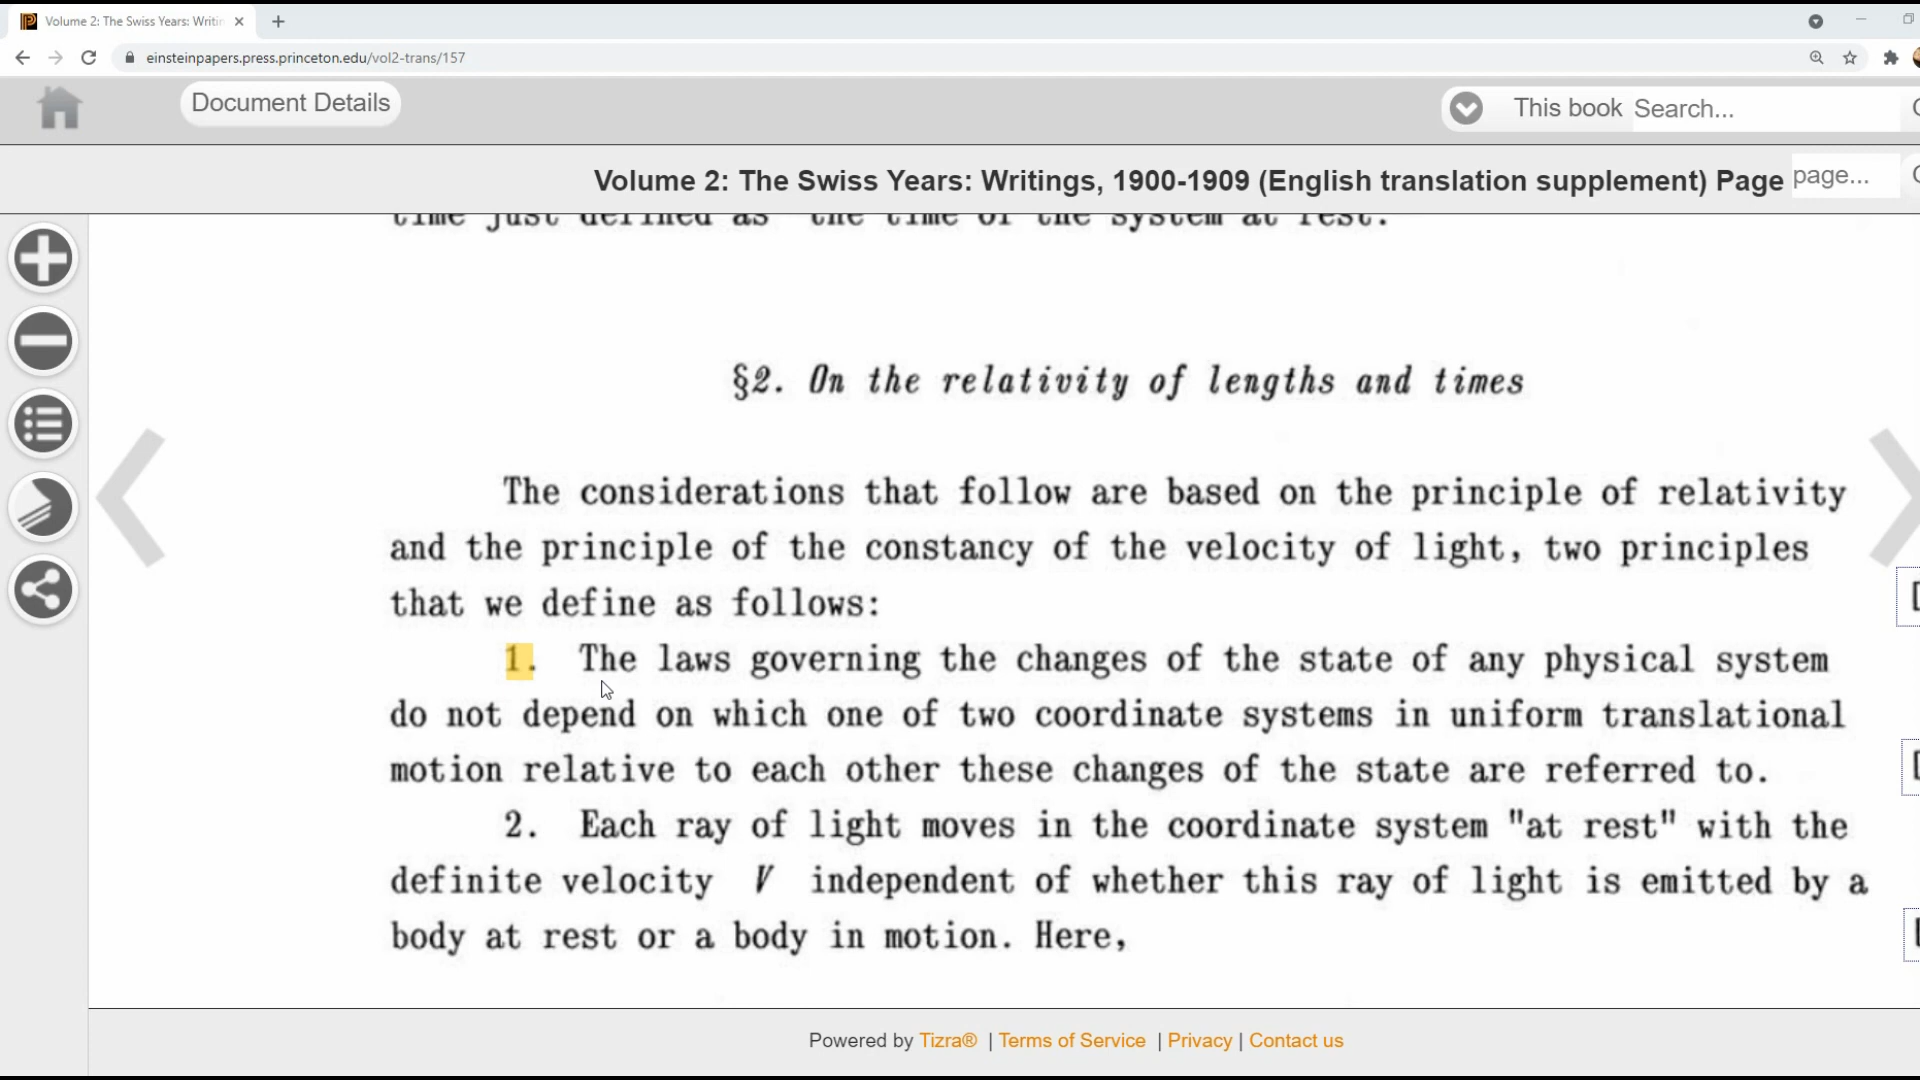 Volume 2: The Swiss Years: Writin
einsteinpapers.press.princeton.edu/vol2-trans/157
Document Details
This book Search...
Volume 2: The Swiss Years: Writings, 1900-1909 (English translation supplement) Page page...
time just defined as "the time of the system at rest."
§2. On the relativity of lengths and times
The considerations that follow are based on the principle of relativity
and the principle of the constancy of the velocity of light, two principles
that we define as follows:
1. The laws governing the changes of the state of any physical system
do not depend on which one of two coordinate systems in uniform translational
motion relative to each other these changes of the state are referred to.
2. Each ray of light moves in the coordinate system "at rest" with the
definite velocity V independent of whether this ray of light is emitted by a
body at rest or a body in motion. Here,
Powered by Tizra® | Terms of Service | Privacy | Contact us